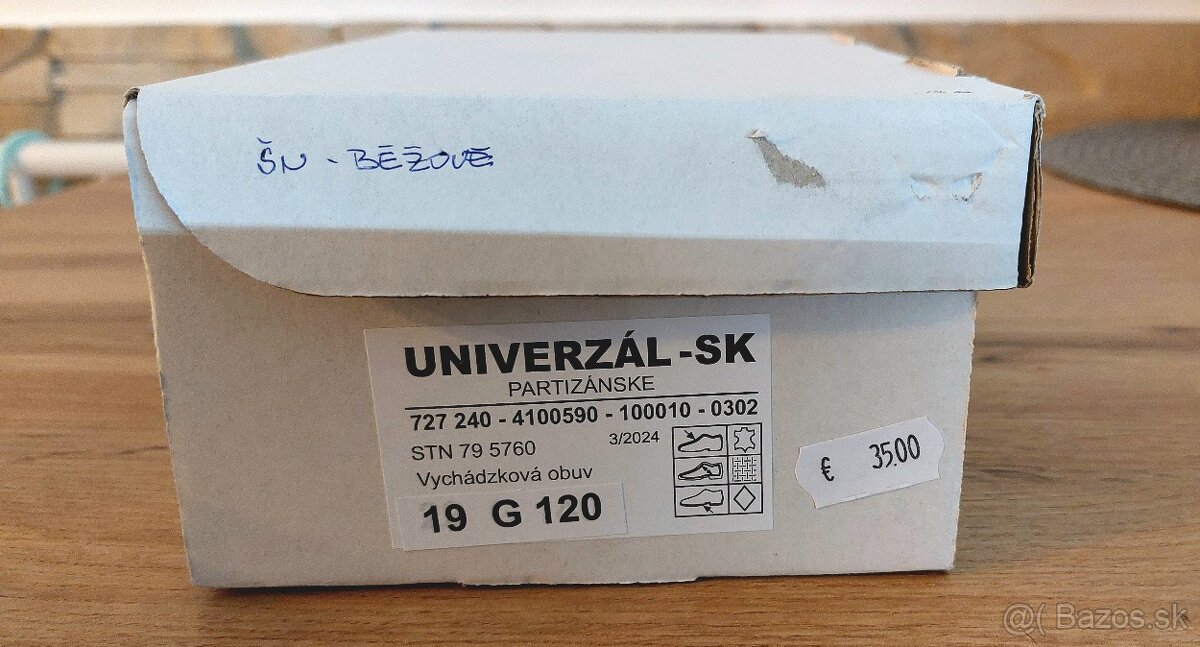 ŠN - BÉŽOVÉ
UNIVERZÁL -SK
PARTIZÁNSKE
727 240 - 4100590 - 100010 - 0302
STN 79 5760 3/2024
Vychádzková obuv
19 G 120
€ 35.00
@( Bazos.sk